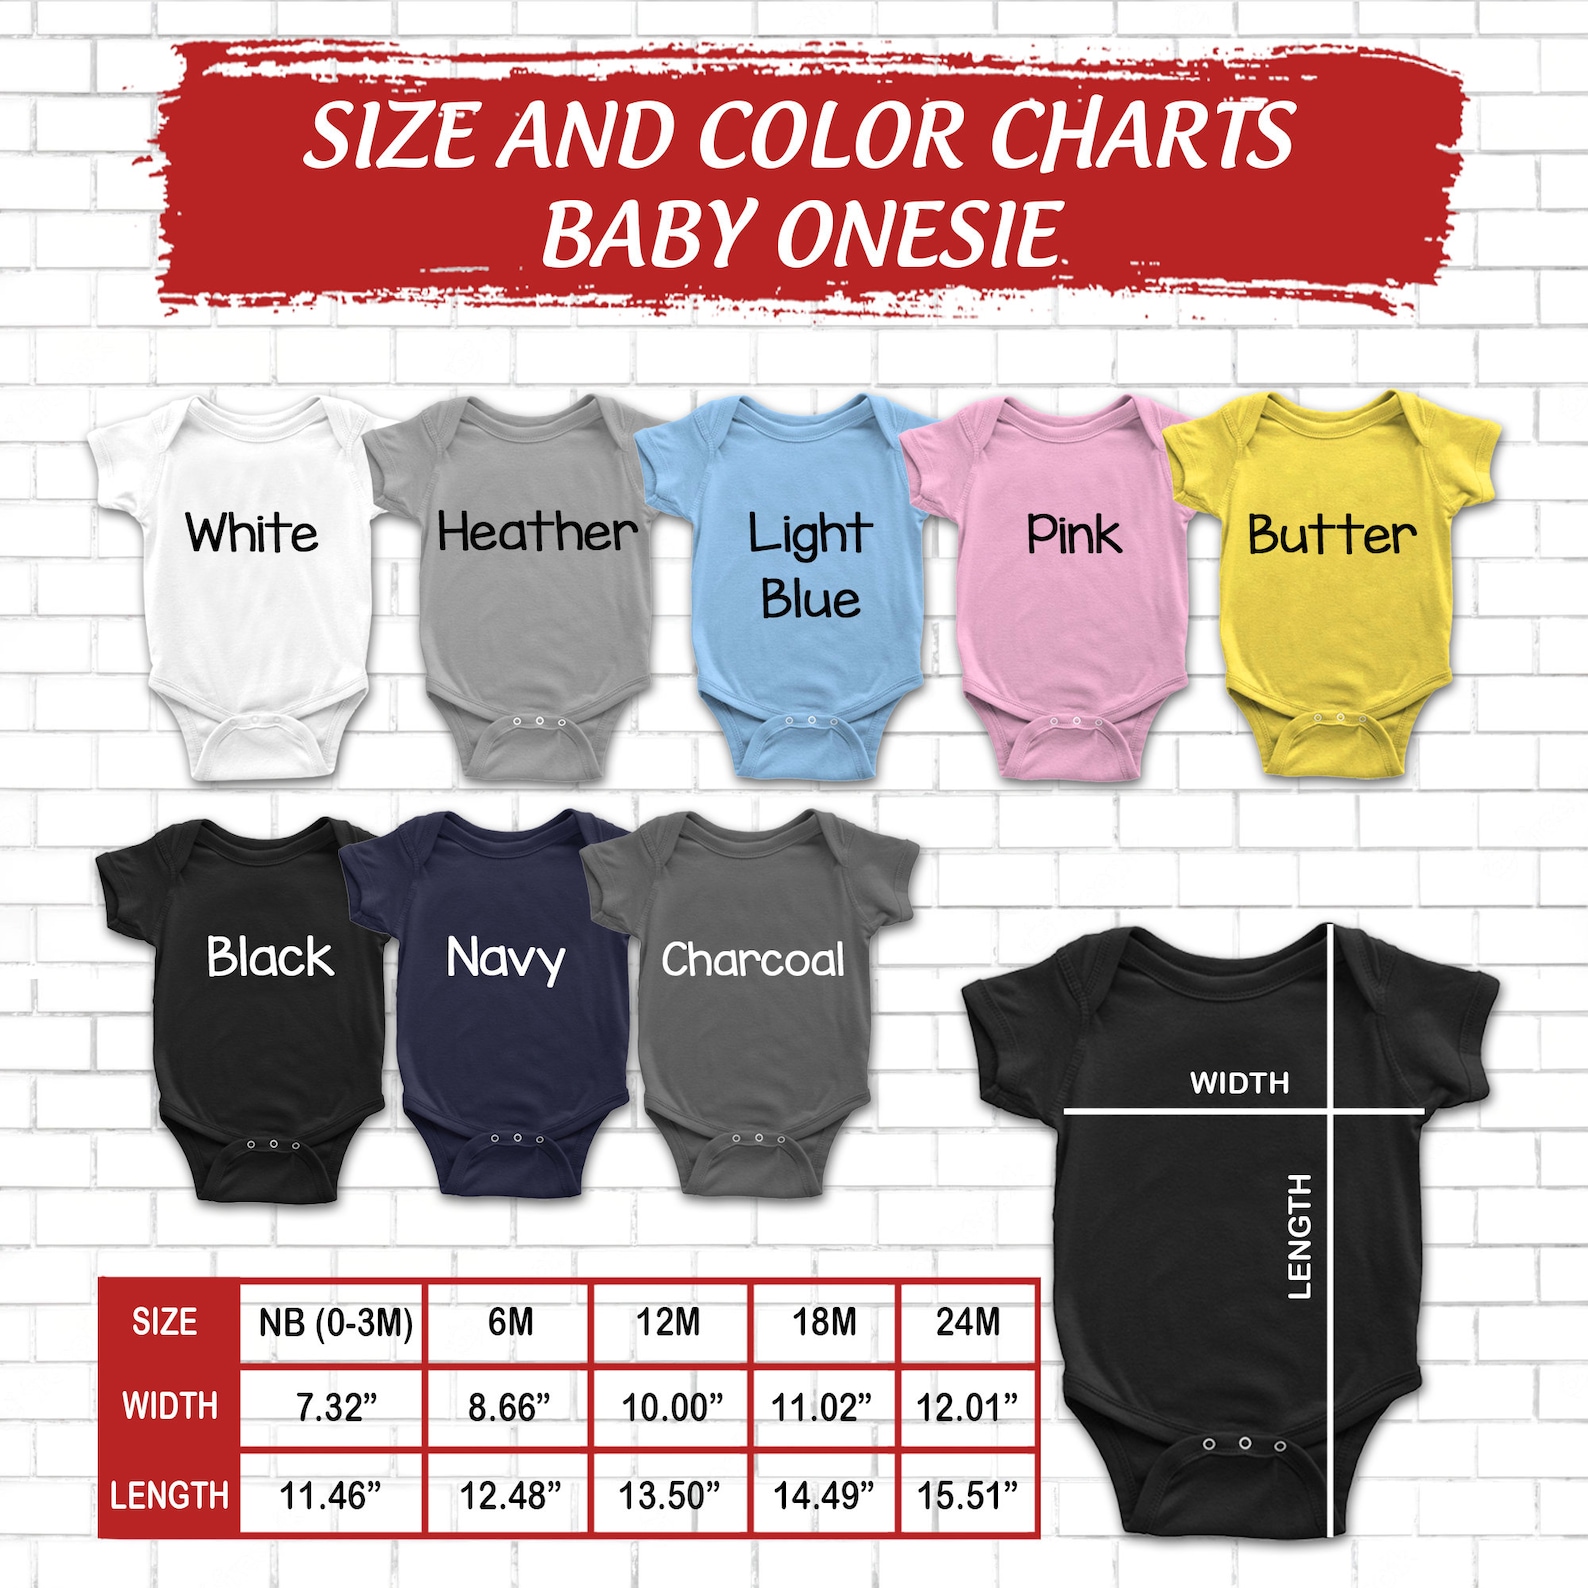 SIZE AND COLOR CHARTS
BABY ONESIE
White
Heather
Light
Blue
Pink
Butter
Black
Navy
Charcoal
WIDTH
LENGTH
SIZE NB (0-3M) 6M 12M 18M 24M
WIDTH 7.32” 8.66” 10.00” 11.02” 12.01”
LENGTH 11.46” 12.48” 13.50” 14.49” 15.51”